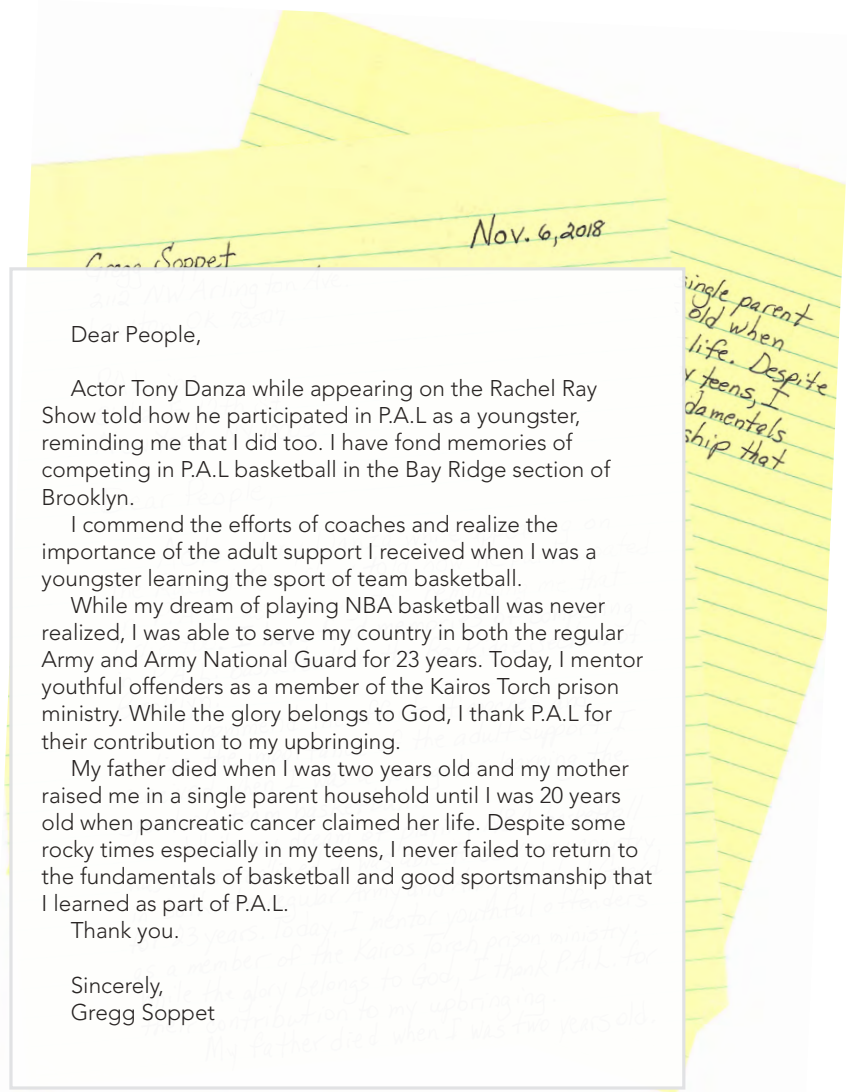 Nov. 6, 2018
Gregg Soppet
single parent
old when
life. Despite
teens, I
damentals
ship that
Dear People,
Actor Tony Danza while appearing on the Rachel Ray
Show told how he participated in P.A.L as a youngster,
reminding me that I did too. I have fond memories of
competing in P.A.L basketball in the Bay Ridge section of
Brooklyn.
I commend the efforts of coaches and realize the
importance of the adult support I received when I was a
youngster learning the sport of team basketball.
While my dream of playing NBA basketball was never
realized, I was able to serve my country in both the regular
Army and Army National Guard for 23 years. Today, I mentor
youthful offenders as a member of the Kairos Torch prison
ministry. While the glory belongs to God, I thank P.A.L for
their contribution to my upbringing.
My father died when I was two years old and my mother
raised me in a single parent household until I was 20 years
old when pancreatic cancer claimed her life. Despite some
rocky times especially in my teens, I never failed to return to
the fundamentals of basketball and good sportsmanship that
I learned as part of P.A.L.
Thank you.
Sincerely,
Gregg Soppet